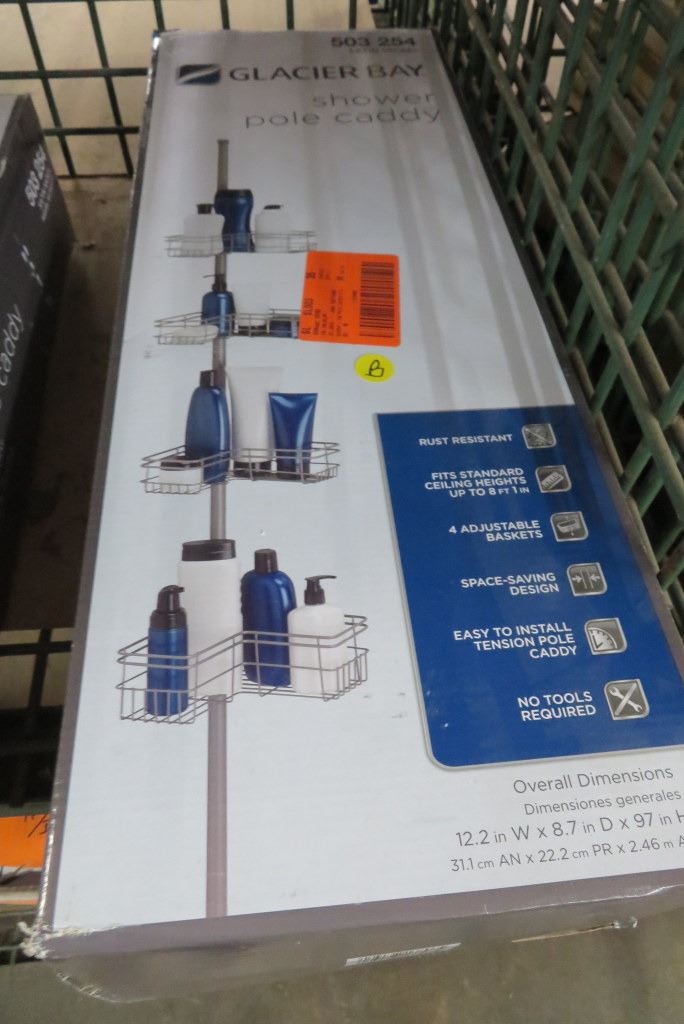 503 254
GLACIER BAY
shower
pole caddy
B
RUST RESISTANT
FITS STANDARD
CEILING HEIGHTS
UP TO 8 FT 1 IN
4 ADJUSTABLE
BASKETS
SPACE-SAVING
DESIGN
EASY TO INSTALL
TENSION POLE
CADDY
NO TOOLS
REQUIRED
Overall Dimensions
Dimensiones generales
12.2 in W x 8.7 in D x 97 in H
31.1 cm AN x 22.2 cm PR x 2.46 m A
503 254
caddy